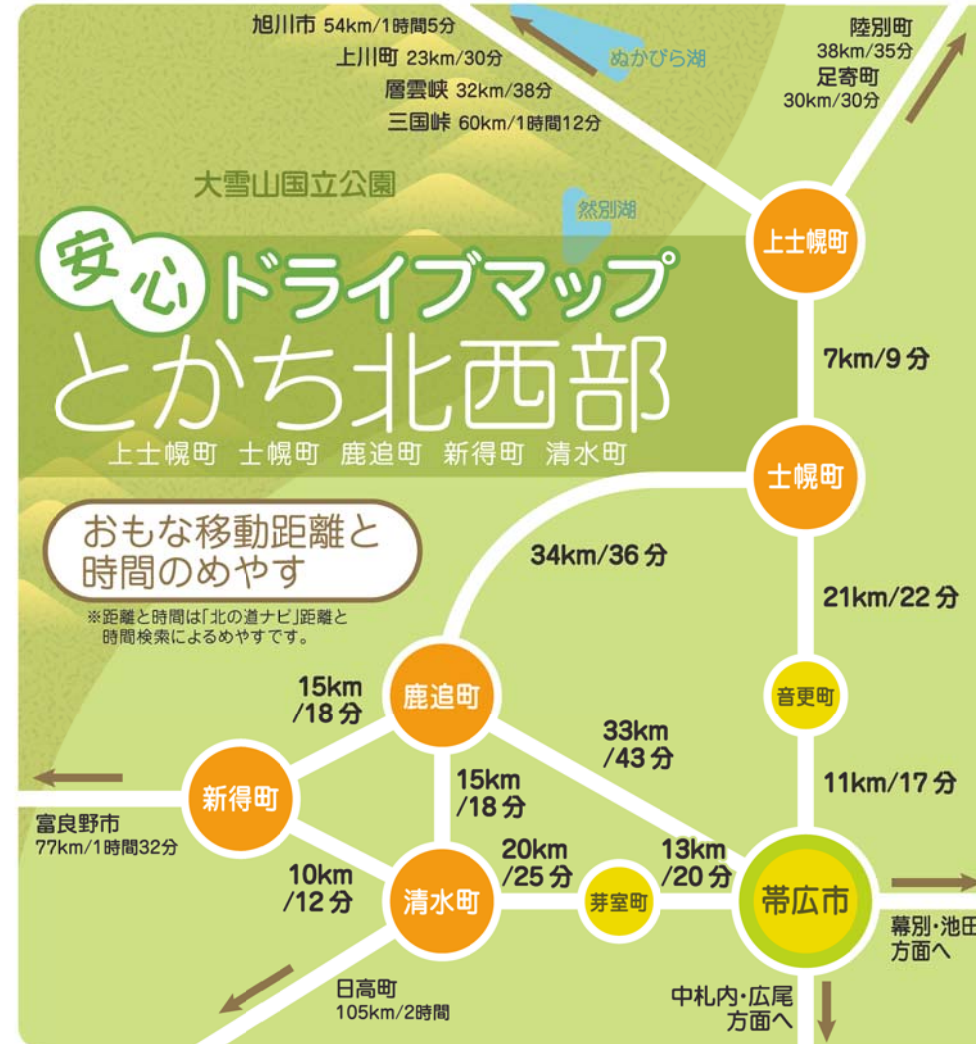 旭川市 54km/1時間5分
上川町 23km/30分
層雲峡 32km/38分
三国峠 60km/1時間12分
ぬかびら湖
陸別町
38km/35分
足寄町
30km/30分
大雪山国立公園
然別湖
上士幌町
安心ドライブマップ
とかち北西部
上士幌町 士幌町 鹿追町 新得町 清水町
7km/9分
士幌町
おもな移動距離と
時間のめやす
※距離と時間は「北の道ナビ」距離と
時間検索によるめやすです。
34km/36分
21km/22分
音更町
鹿追町
15km
/18分
33km
/43分
11km/17分
新得町
15km
/18分
富良野市
77km/1時間32分
10km
/12分
清水町
20km
/25分
芽室町
13km
/20分
帯広市
幕別・池田
方面へ
日高町
105km/2時間
中札内・広尾
方面へ